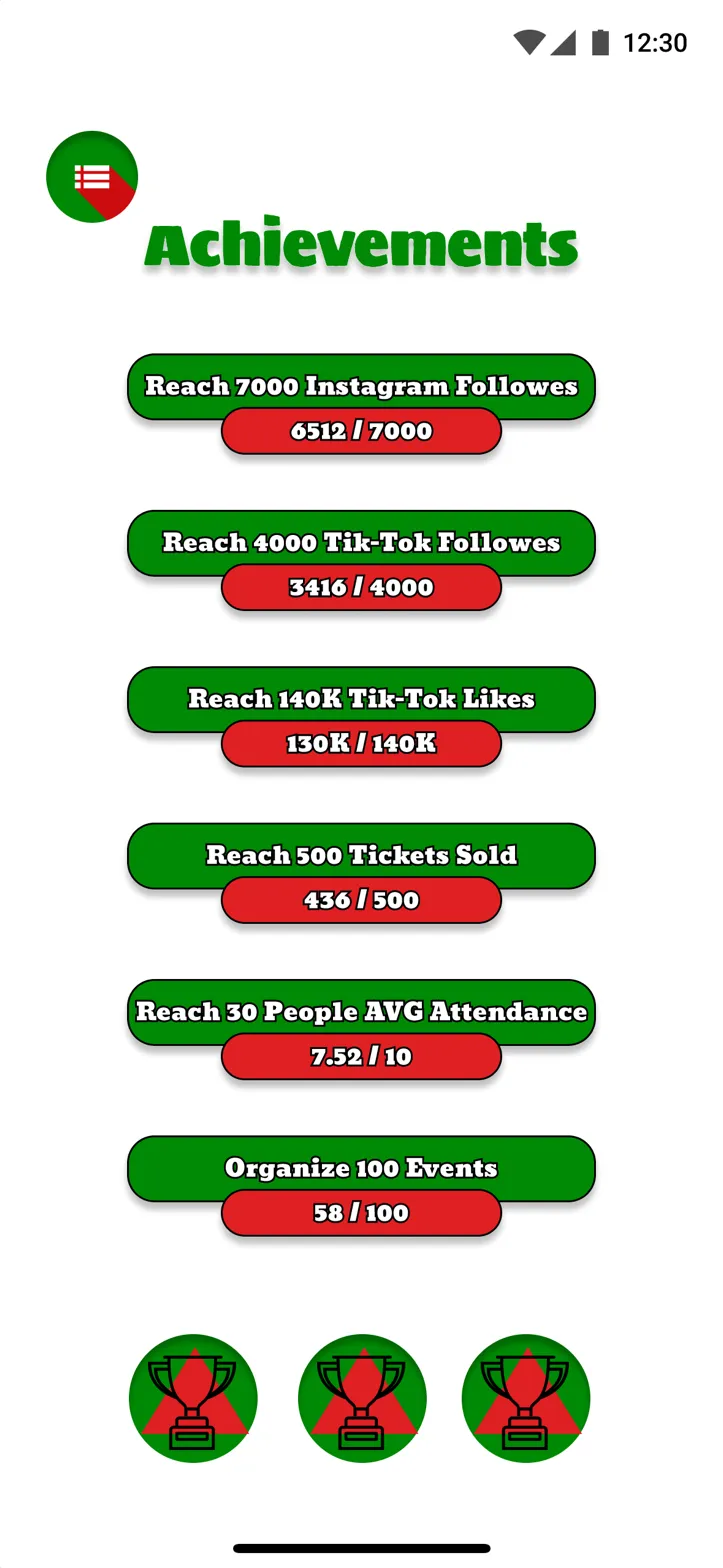 12:30
Achievements
Reach 7000 Instagram Followes
6512 / 7000
Reach 4000 Tik-Tok Followes
3416 / 4000
Reach 140K Tik-Tok Likes
130K / 140K
Reach 500 Tickets Sold
436 / 500
Reach 30 People AVG Attendance
7.52 / 10
Organize 100 Events
58 / 100